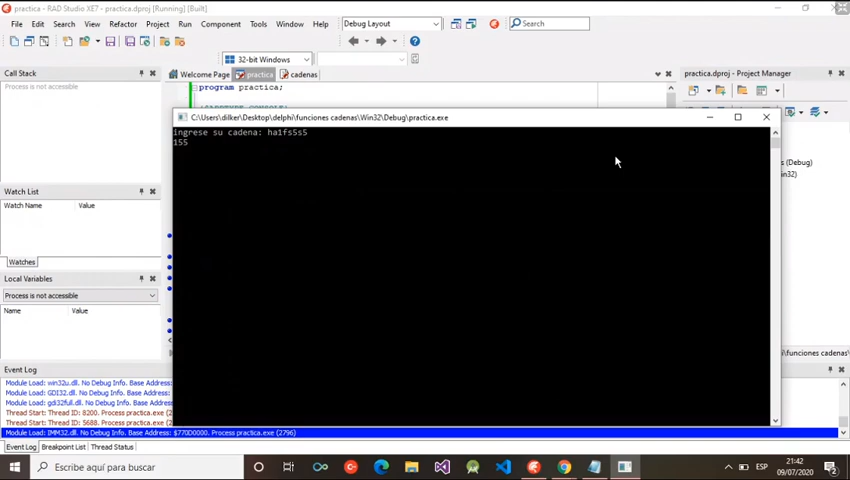 practica - RAD Studio XE7 - practica.dproj [Running] [Built]
File Edit Search View Refactor Project Run Component Tools Window Help Debug Layout Search
32-bit Windows
Call Stack Welcome Page practica cadenas practica.dproj - Project Manager
Process is not accessible program practica;
C:\Users\dilker\Desktop\delphi\funciones cadenas\Win32\Debug\practica.exe
ingrese su cadena: ha1fs5s5
155
(Debug)
Watch List
Watch Name Value
Watches
Local Variables
Process is not accessible
Name Value
\funciones cadenas\
Event Log
Module Load: win32u.dll. No Debug Info. Base Address:
Module Load: GDI32.dll. No Debug Info. Base Address:
Module Load: gdi32full.dll. No Debug Info. Base Address:
Thread Start: Thread ID: 8200. Process practica.exe (2
Thread Start: Thread ID: 5688. Process practica.exe (2
Module Load: IMM32.dll. No Debug Info. Base Address: $770D0000. Process practica.exe (2796)
Event Log Breakpoint List Thread Status
Escribe aquí para buscar ESP 21:42
09/07/2020 2